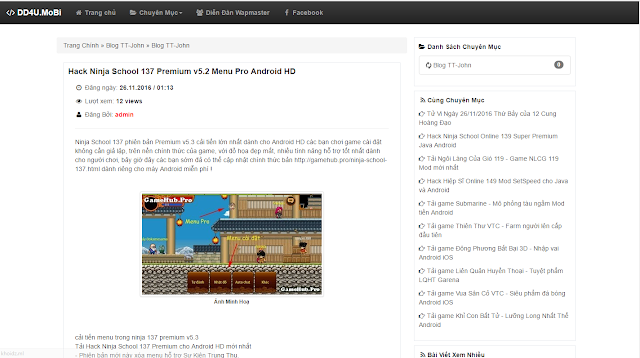 DD4U.MoBi
Trang chủ
Chuyên Mục
Diễn Đàn Wapmaster
Facebook
Trang Chính » Blog TT-John » Blog TT-John
Hack Ninja School 137 Premium v5.2 Menu Pro Android HD
Đăng ngày 26.11.2016 / 01:13
Lượt xem: 12 views
Đăng Bởi: admin
Ninja School 137 phiên bản Premium v5.3 cải tiến lớn nhất dành cho Android HD các bạn chơi game cài đặt
không cần giả lập, trên nền chính thức của game, với đồ họa đẹp mắt, nhiều tính năng hỗ trợ tốt nhất dành
cho người chơi, bây giờ đây các bạn sớm đã có thể cập nhật chính thức bản http://gamehub.pro/ninja-school-
137.html dành riêng cho máy Android miễn phí !
GameHub.Pro
Menu Pro
Menu cài đặt
GameHub.Pro
Ảnh Minh Họa
cải tiến menu trong ninja 137 premium v5.3
Tải Hack Ninja School 137 Premium cho Android HD mới nhất
- Phiên bản mới này xóa menu hỗ trợ Sự Kiện Trung Thu,
Danh Sách Chuyên Mục
Blog TT-John
Cùng Chuyên Mục
Tử Vi Ngày 26/11/2016 Thứ Bảy của 12 Cung
Hoàng Đạo
Hack Ninja School Online 139 Super Premium
Java Android
Tải Ngôi Làng Của Gió 119 - Game NLCG 119
Mod mới nhất
Hack Hiệp Sĩ Online 149 Mod SetSpeed cho Java
và Android
Tải game Submarine - Mô phỏng tàu ngầm Mod
tiền Android
Tải game Thiên Thư VTC - Farm người lên cấp
đầu tiên
Tải game Đông Phương Bất Bại 3D - Nhập vai
Android iOS
Tải game Liên Quân Huyền Thoại - Tuyệt phẩm
LQHT Garena
Tải game Vua Sân Cỏ VTC - Siêu phẩm đá bóng
Android iOS
Tải game Khỉ Con Bất Tử - Lưỡng Long Nhất Thể
Android
Bài Viết Xem Nhiều